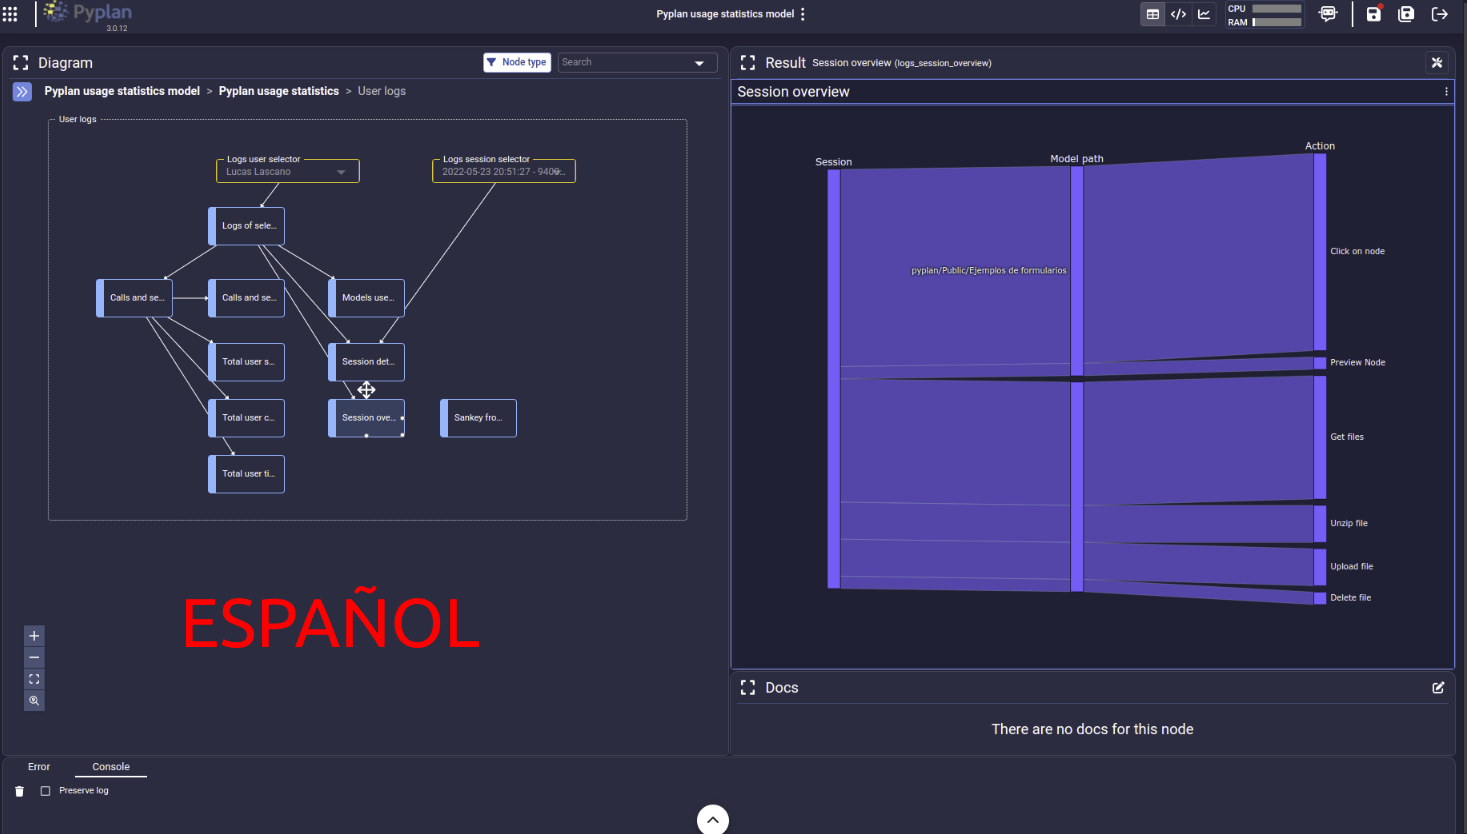 Pyplan
3.0.12
Pyplan usage statistics model
CPU
RAM
Diagram
Node type
Search
Pyplan usage statistics model > Pyplan usage statistics > User logs
User logs
Logs user selector
Lucas Lascano
Logs session selector
2022-05-23 20:51:27 -
Logs of sele...
Calls and se...
Calls and se...
Models use...
Total user s...
Session det...
Total user c...
Session ove...
Sankey fro...
Total user ti...
ESPAÑOL
Result Session overview (logs_session_overview)
Session overview
Session
Model path
Action
pyplan/Public/Ejemplos de formularios
Click on node
Preview Node
Get files
Unzip file
Upload file
Delete file
Docs
There are no docs for this node
Error
Console
Preserve log